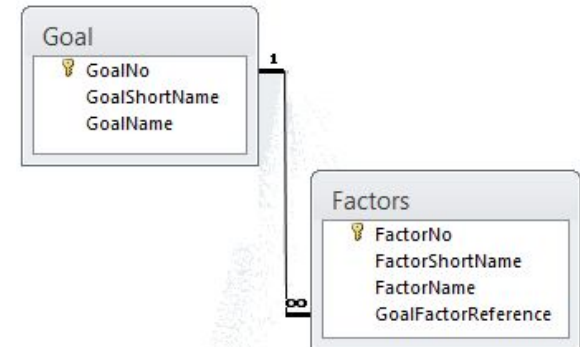 Goal
GoalNo
GoalShortName
GoalName
1
Factors
FactorNo
FactorShortName
FactorName
GoalFactorReference
∞